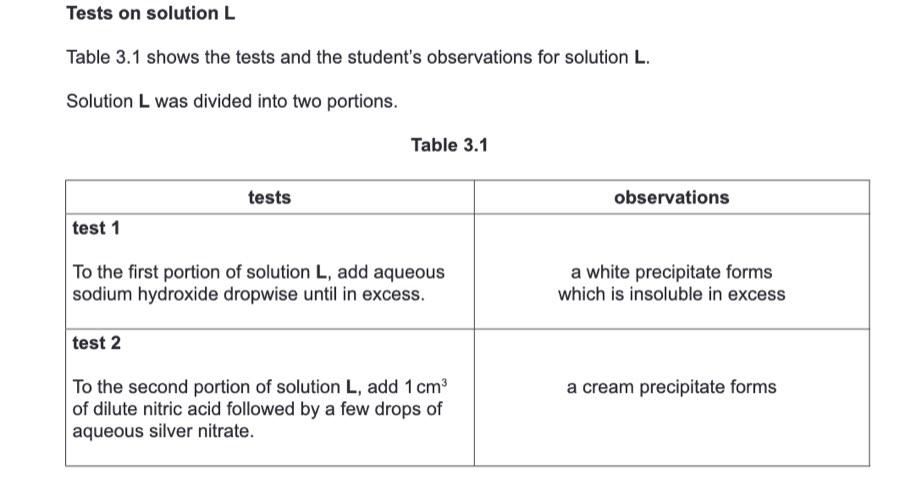 Tests on solution L
Table 3.1 shows the tests and the student's observations for solution L.
Solution L was divided into two portions.
Table 3.1
tests
observations
test 1
To the first portion of solution L, add aqueous
sodium hydroxide dropwise until in excess.
a white precipitate forms
which is insoluble in excess
test 2
To the second portion of solution L, add 1 cm³
of dilute nitric acid followed by a few drops of
aqueous silver nitrate.
a cream precipitate forms